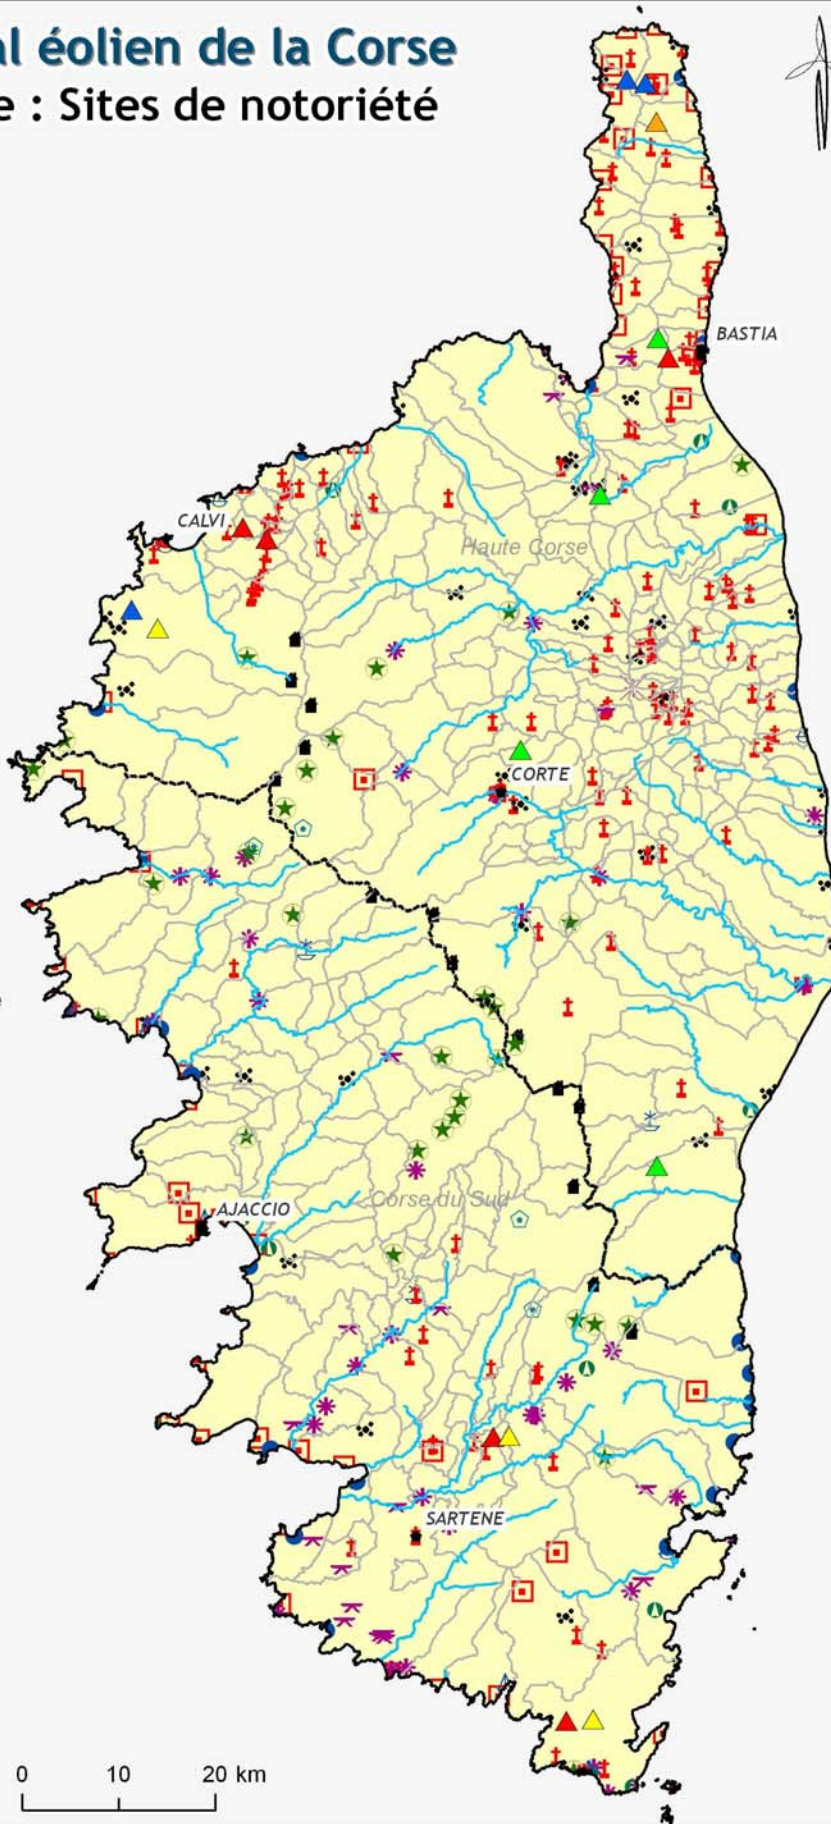 al éolien de la Corse
e : Sites de notoriété
BASTIA
CALVI
Haute Corse
CORTE
AJACCIO
Corse du Sud
SARTENE
0 10 20 km